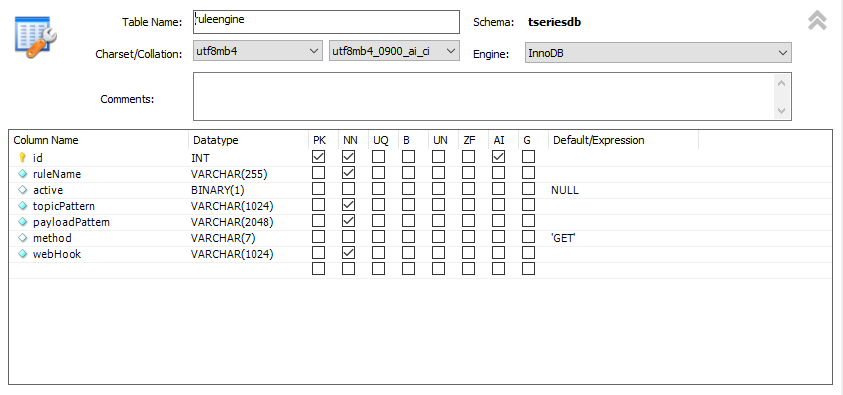 Table Name: ruleengine Schema: tseriesdb
Charset/Collation: utf8mb4 utf8mb4_0900_ai_ci Engine: InnoDB
Comments:
Column Name Datatype PK NN UQ B UN ZF AI G Default/Expression
id INT
ruleName VARCHAR(255)
active BINARY(1) NULL
topicPattern VARCHAR(1024)
payloadPattern VARCHAR(2048)
method VARCHAR(7) 'GET'
webHook VARCHAR(1024)